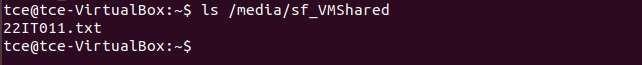 tce@tce-VirtualBox:~$ ls /media/sf_VMShared
22IT011.txt
tce@tce-VirtualBox:~$